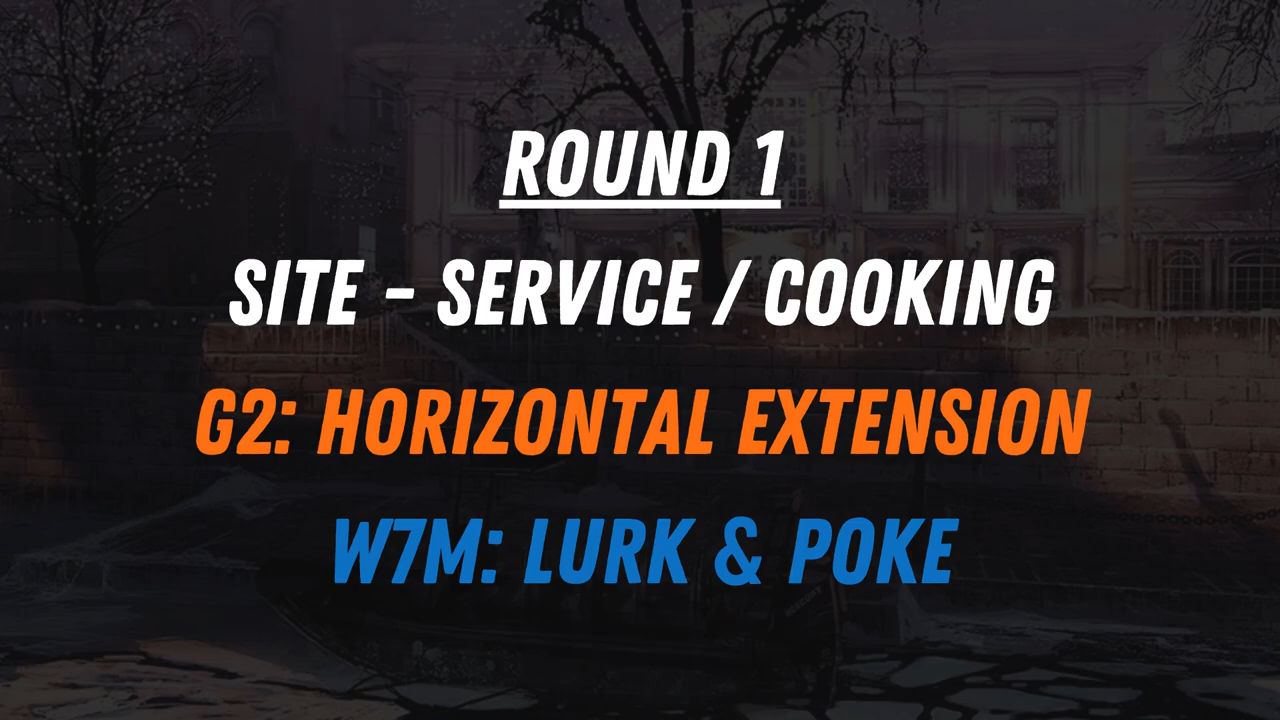 ROUND 1
SITE - SERVICE / COOKING
G2: HORIZONTAL EXTENSION
W7M: LURK & POKE